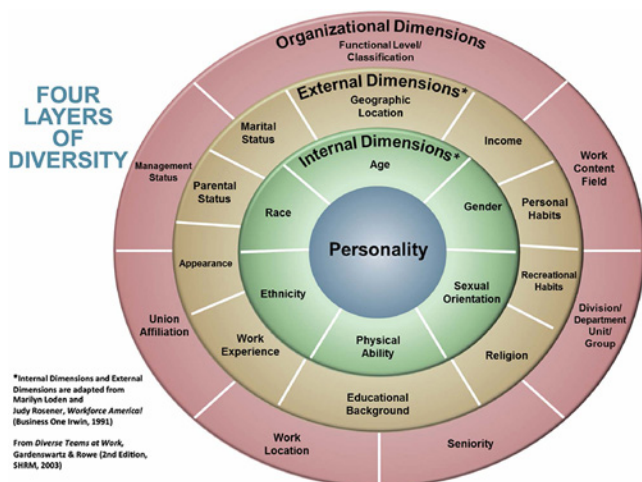 FOUR
LAYERS
OF
DIVERSITY
Organizational Dimensions
Functional Level/
Classification
External Dimensions*
Geographic
Location
Marital
Status
Income
Management
Status
Parental
Status
Internal Dimensions*
Age
Work
Content
Field
Personal
Habits
Race
Gender
Personality
Appearance
Recreational
Habits
Ethnicity
Sexual
Orientation
Union
Affiliation
Division/
Department
Unit/
Group
Work
Experience
Physical
Ability
Religion
Educational
Background
Work
Location
Seniority
*Internal Dimensions and External
Dimensions are adapted from
Marilyn Loden and
Judy Rosener, Workforce America!
(Business One Irwin, 1991)
From Diverse Teams at Work,
Gardenswartz & Rowe (2nd Edition,
SHRM, 2003)